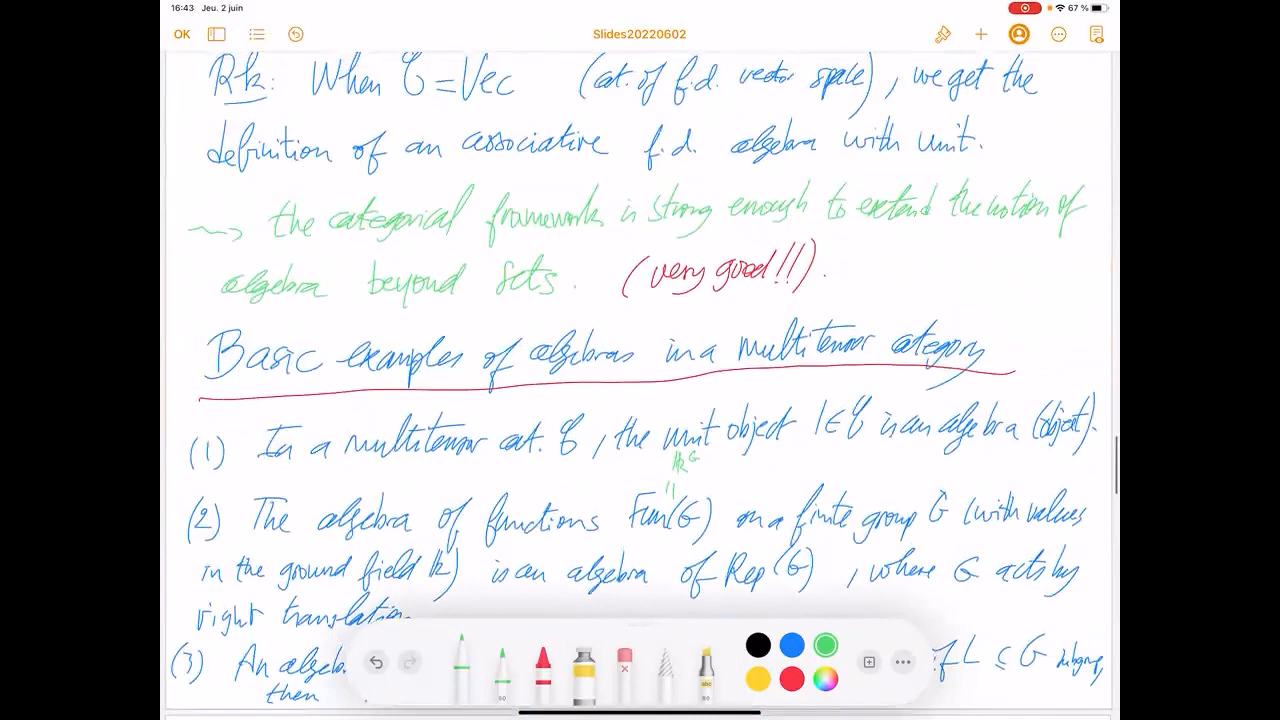 16:43 Jeu. 2 juin
67 %
OK
Slides20220602
Rk: When C = Vec (cat. of f.d. vector space), we get the
definition of an associative f.d. algebra with unit.
⇝ the categorical frameworks is strong enough to extend the notion of
algebra beyond sets. (very good!!).
Basic examples of algebras in a multitensor category
(1) In a multitensor cat. C, the unit object 1∈C is an algebra (object).
𝕜^G
=
(2) The algebra of functions Fun(G) on a finite group G (with values
in the ground field 𝕜) is an algebra of Rep(G), where G acts by
right translation
(3) An algeb if L ⊆ G subgroup,
then